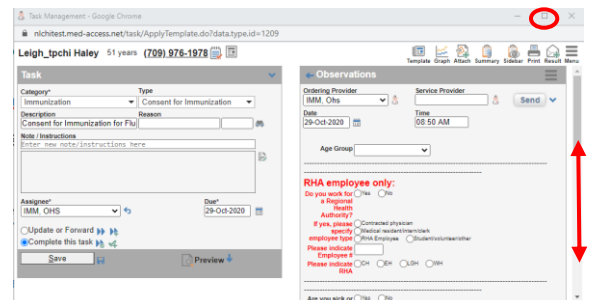 Task Management - Google Chrome
nlchitest.med-access.net/task/ApplyTemplate.do?data.type.id=1209
Leigh_tpchi Haley 51 years (709) 976-1978
Template Graph Attach Summary Sidebar Print Result Menu
Task
Category* Type
Immunization Consent for Immunization
Description Reason
Consent for Immunization for Flu
Note / Instructions
Enter new note/instructions here
Assignee* Due*
IMM, OHS 29-Oct-2020
Update or Forward
Complete this task
Save Preview
Observations
Ordering Provider Service Provider
IMM, Ohs Send
Date Time
29-Oct-2020 08:50 AM
Age Group
RHA employee only:
Do you work for a Regional Health Authority? Yes No
If yes, please specify employee type Contracted physician
Medical resident/intern/clerk
RHA Employee Student/volunteer/other
Please indicate Employee #
Please indicate RHA CH EH LGH WH
Are you sick or Yes No